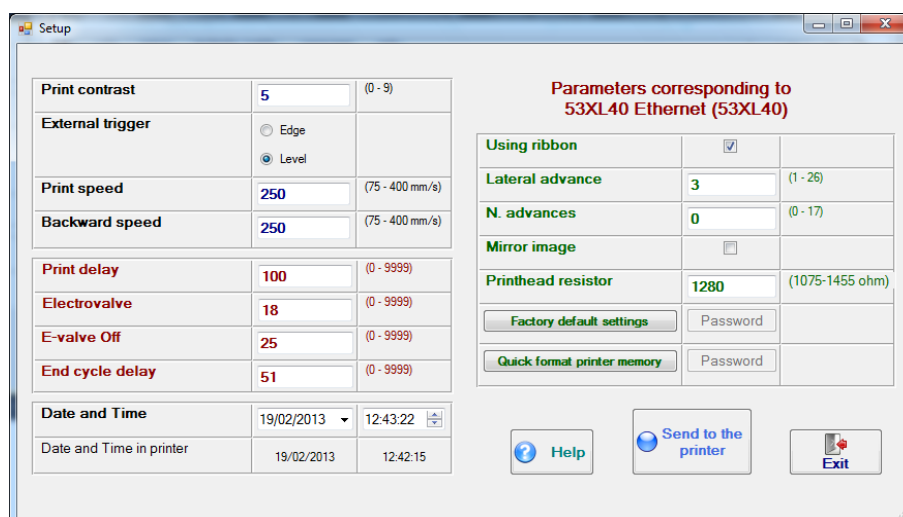 Setup
Print contrast 5 (0 - 9)
External trigger Edge
Level
Print speed 250 (75 - 400 mm/s)
Backward speed 250 (75 - 400 mm/s)
Print delay 100 (0 - 9999)
Electrovalve 18 (0 - 9999)
E-valve Off 25 (0 - 9999)
End cycle delay 51 (0 - 9999)
Date and Time 19/02/2013 12:43:22
Date and Time in printer 19/02/2013 12:42:15
Parameters corresponding to
53XL40 Ethernet (53XL40)
Using ribbon
Lateral advance 3 (1 - 26)
N. advances 0 (0 - 17)
Mirror image
Printhead resistor 1280 (1075-1455 ohm)
Factory default settings Password
Quick format printer memory Password
Help
Send to the
printer
Exit